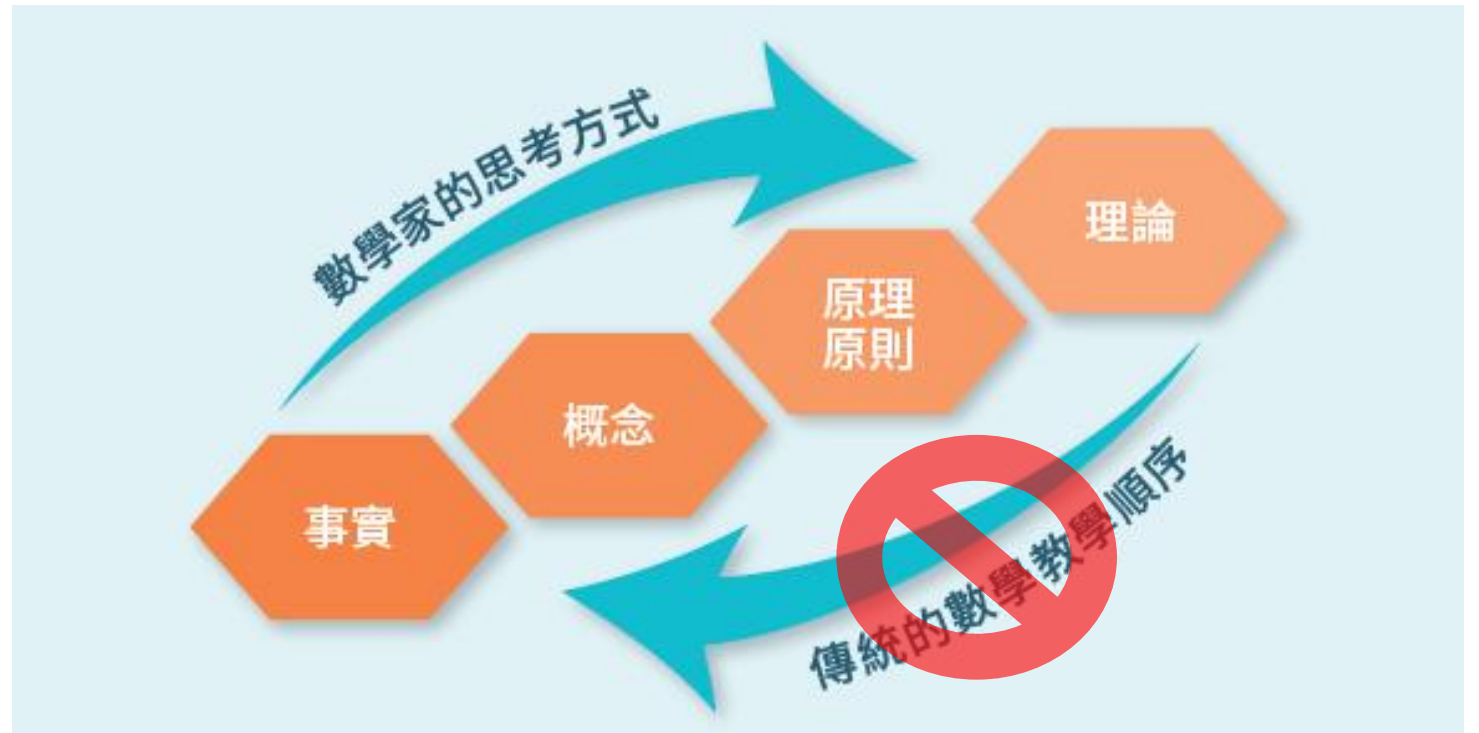 數學家的思考方式
理論
原理
原則
概念
事實
傳統的數學教學順序